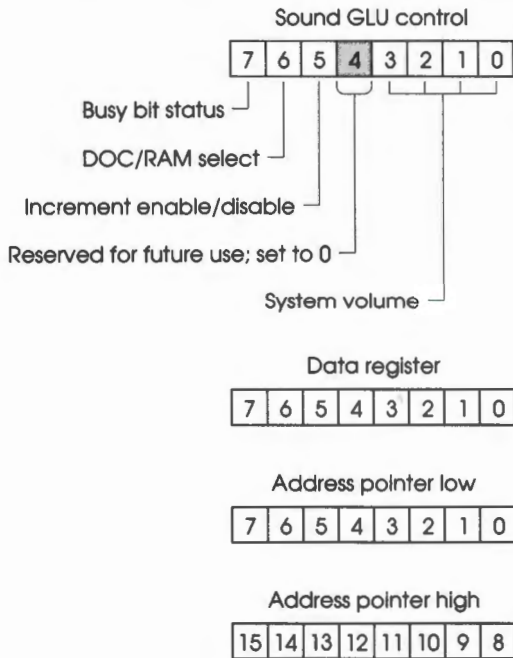 Sound GLU control
7 6 5 4 3 2 1 0
Busy bit status
DOC/RAM select
Increment enable/disable
Reserved for future use; set to 0
System volume
Data register
7 6 5 4 3 2 1 0
Address pointer low
7 6 5 4 3 2 1 0
Address pointer high
15 14 13 12 11 10 9 8